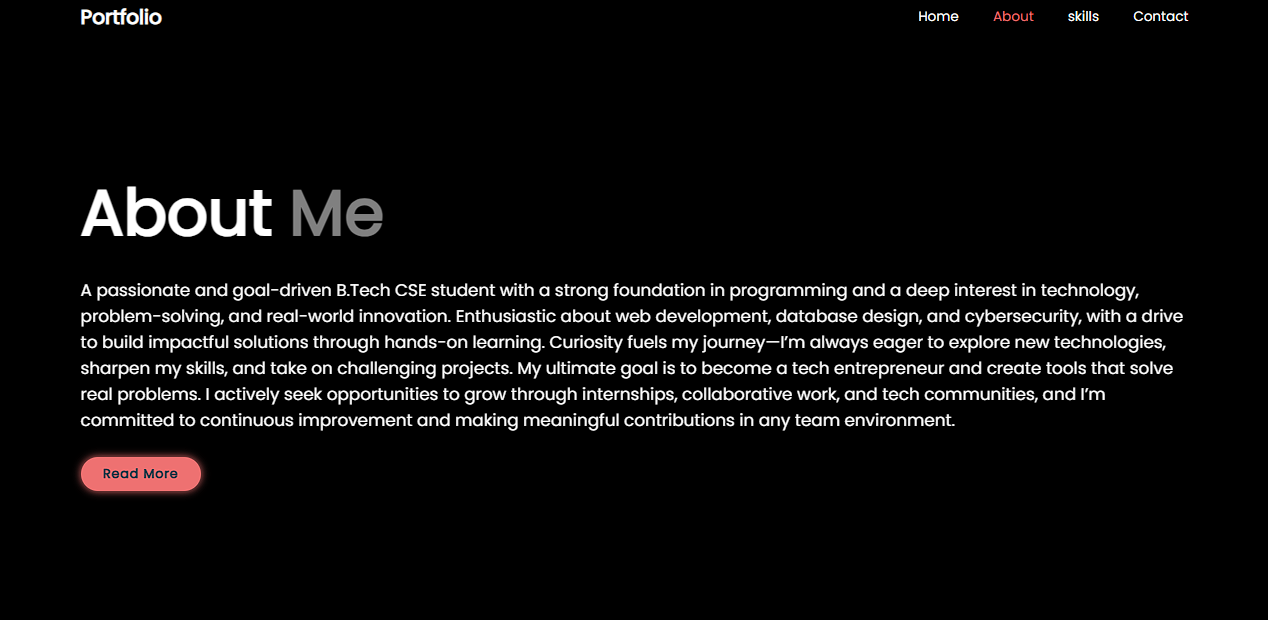 Portfolio
Home About skills Contact
About Me
A passionate and goal-driven B.Tech CSE student with a strong foundation in programming and a deep interest in technology,
problem-solving, and real-world innovation. Enthusiastic about web development, database design, and cybersecurity, with a drive
to build impactful solutions through hands-on learning. Curiosity fuels my journey—I’m always eager to explore new technologies,
sharpen my skills, and take on challenging projects. My ultimate goal is to become a tech entrepreneur and create tools that solve
real problems. I actively seek opportunities to grow through internships, collaborative work, and tech communities, and I’m
committed to continuous improvement and making meaningful contributions in any team environment.
Read More